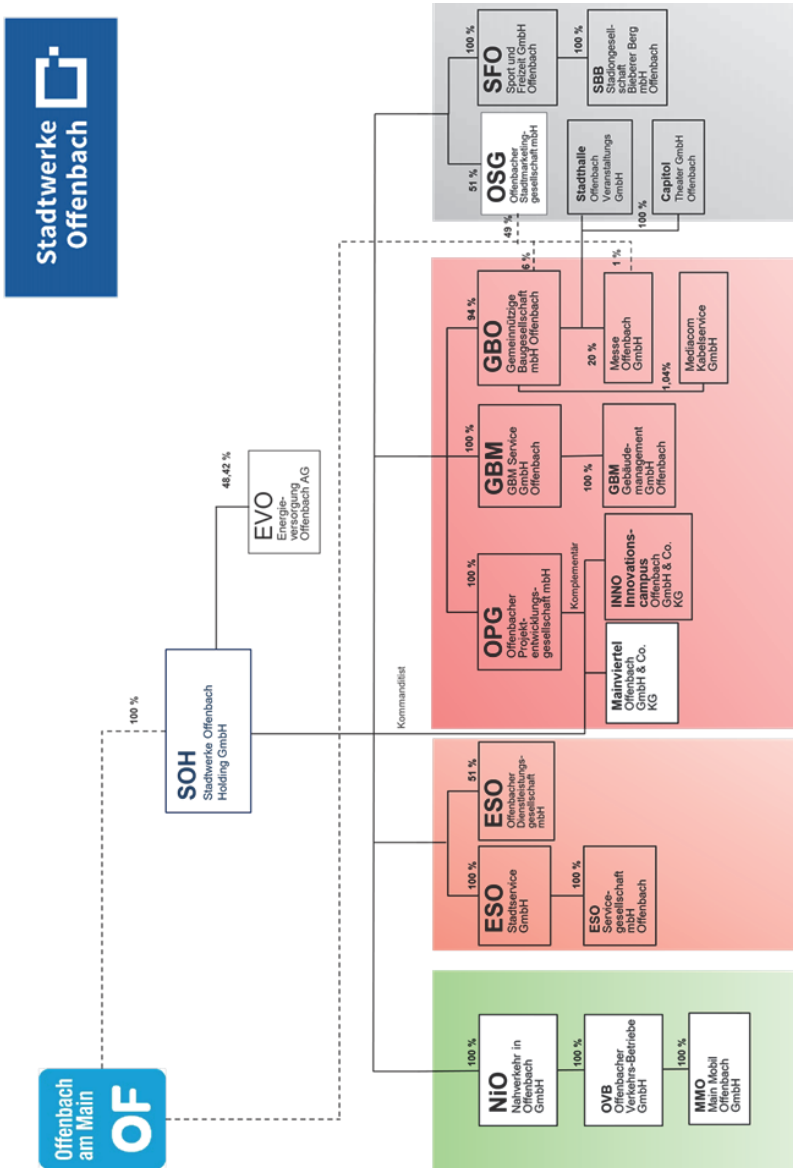 Offenbach
am Main
OF
Stadtwerke
Offenbach
100 %
SOH
Stadtwerke Offenbach
Holding GmbH
48,42 %
EVO
Energie-
versorgung
Offenbach AG
Kommanditist
100 %
NiO
Nahverkehr in
Offenbach
GmbH
100 %
OVB
Offenbacher
Verkehrs-Betriebe
GmbH
100 %
MMO
Main Mobil
Offenbach
GmbH
100 %
ESO
Stadtservice
GmbH
100 %
ESO
Service-
gesellschaft
mbH
Offenbach
51 %
ESO
Offenbacher
Dienstleistungs-
gesellschaft
mbH
100 %
OPG
Offenbacher
Projekt-
entwicklungs-
gesellschaft mbH
Komplementär
Mainviertel
Offenbach
GmbH & Co.
KG
INNO
Innovations-
campus
Offenbach
GmbH & Co.
KG
100 %
GBM
GBM Service
GmbH
Offenbach
100 %
GBM
Gebäude-
management
GmbH
Offenbach
94 %
6 %
GBO
Gemeinnützige
Baugesellschaft
mbH Offenbach
20 %
1 %
Messe
Offenbach
GmbH
1,04%
Mediacom
Kabelservice
GmbH
49 %
51 %
OSG
Offenbacher
Stadtmarketing-
gesellschaft mbH
100 %
SFO
Sport und
Freizeit GmbH
Offenbach
100 %
SBB
Stadiongesell-
schaft
Bieberer Berg
mbH
Offenbach
Stadthalle
Offenbach
Veranstaltungs
GmbH
100 %
Capitol
Theater GmbH
Offenbach